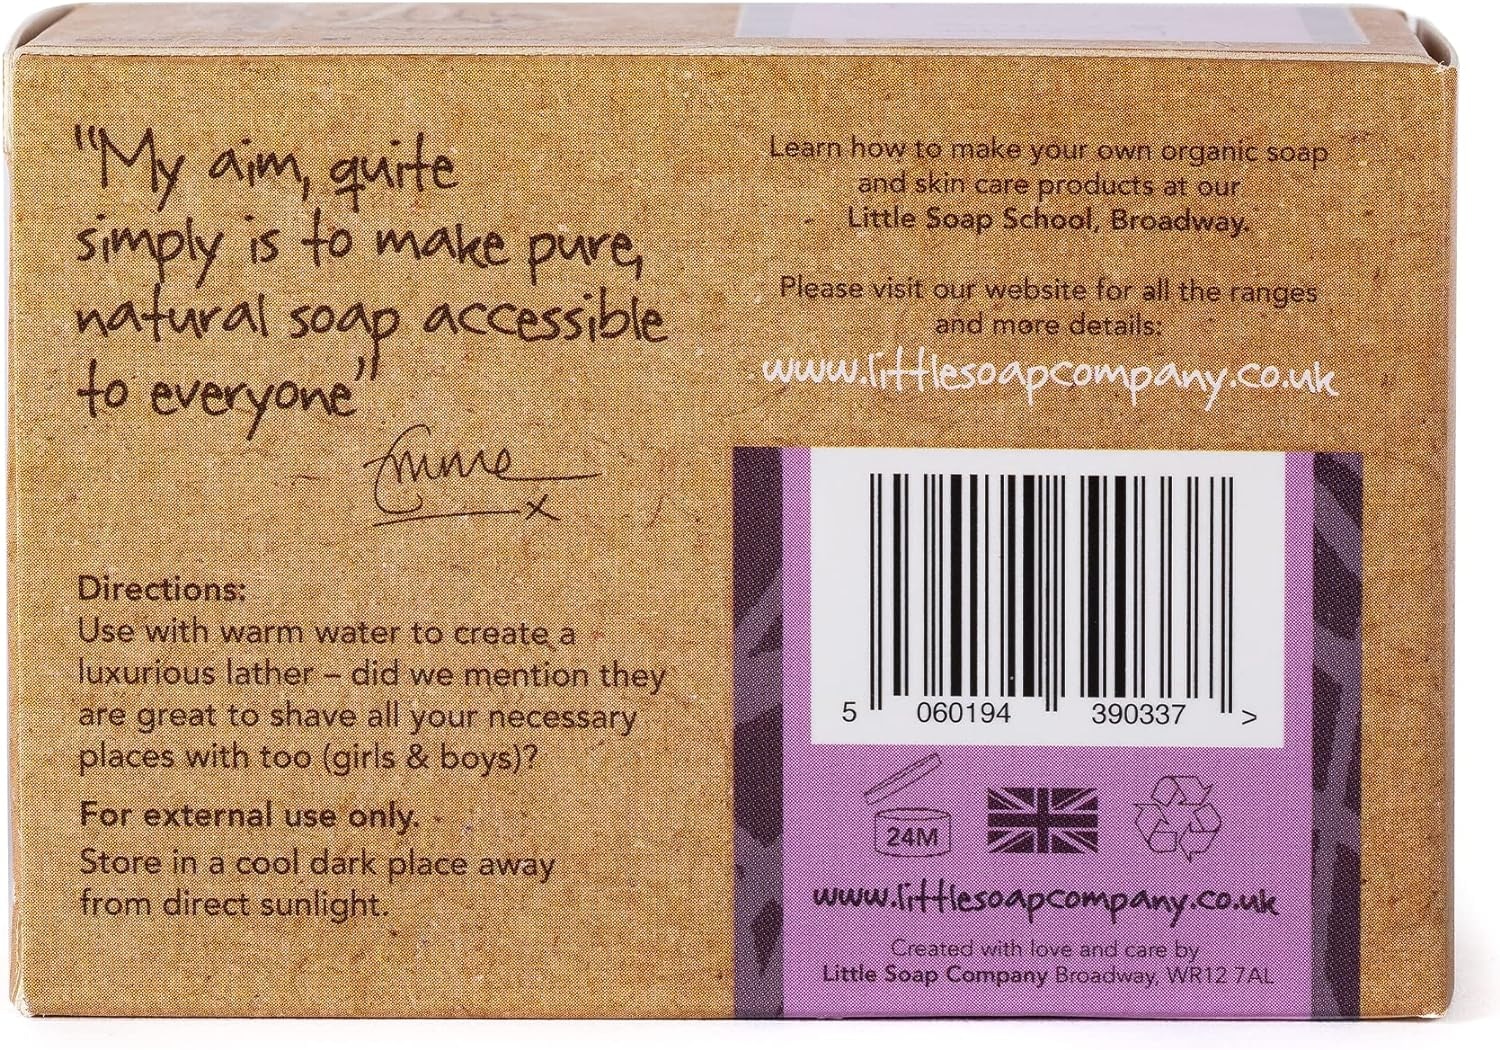 "My aim, quite
simply is to make pure,
natural soap accessible
to everyone"
Emma
x
Directions:
Use with warm water to create a
luxurious lather – did we mention they
are great to shave all your necessary
places with too (girls & boys)?
For external use only.
Store in a cool dark place away
from direct sunlight.
Learn how to make your own organic soap
and skin care products at our
Little Soap School, Broadway.
Please visit our website for all the ranges
and more details:
www.littlesoapcompany.co.uk
5 060194 390337 >
24M
www.littlesoapcompany.co.uk
Created with love and care by
Little Soap Company Broadway, WR12 7AL